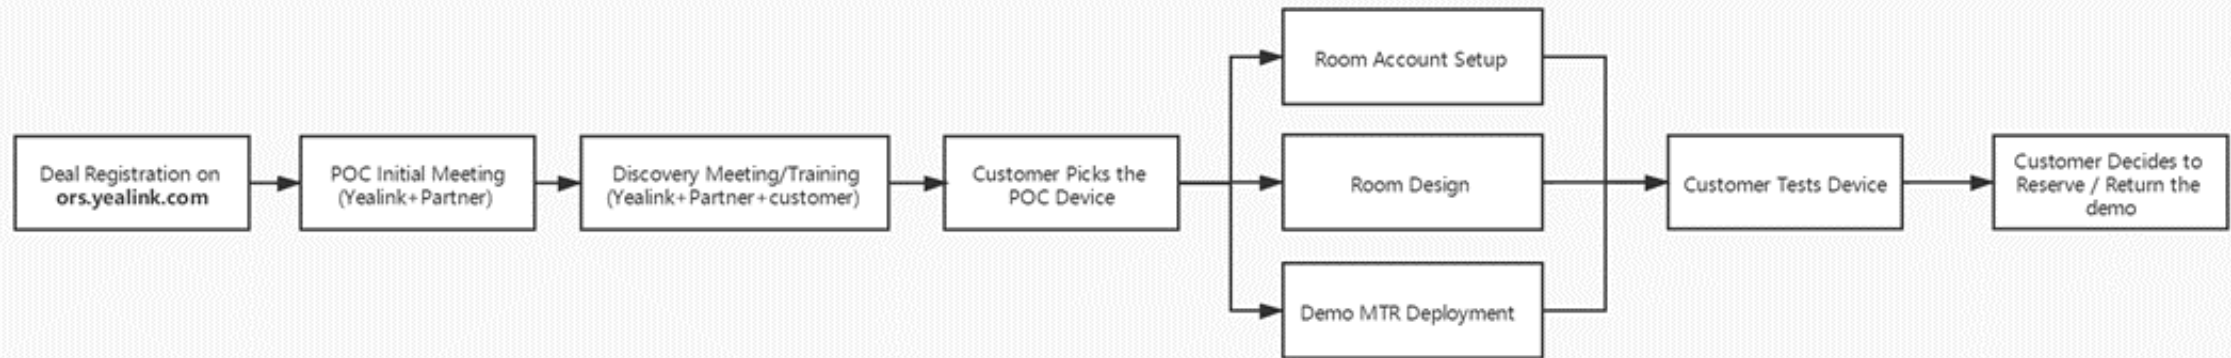 Deal Registration on
ors.yealink.com
POC Initial Meeting
(Yealink+Partner)
Discovery Meeting/Training
(Yealink+Partner+customer)
Customer Picks the
POC Device
Room Account Setup
Room Design
Demo MTR Deployment
Customer Tests Device
Customer Decides to
Reserve / Return the
demo